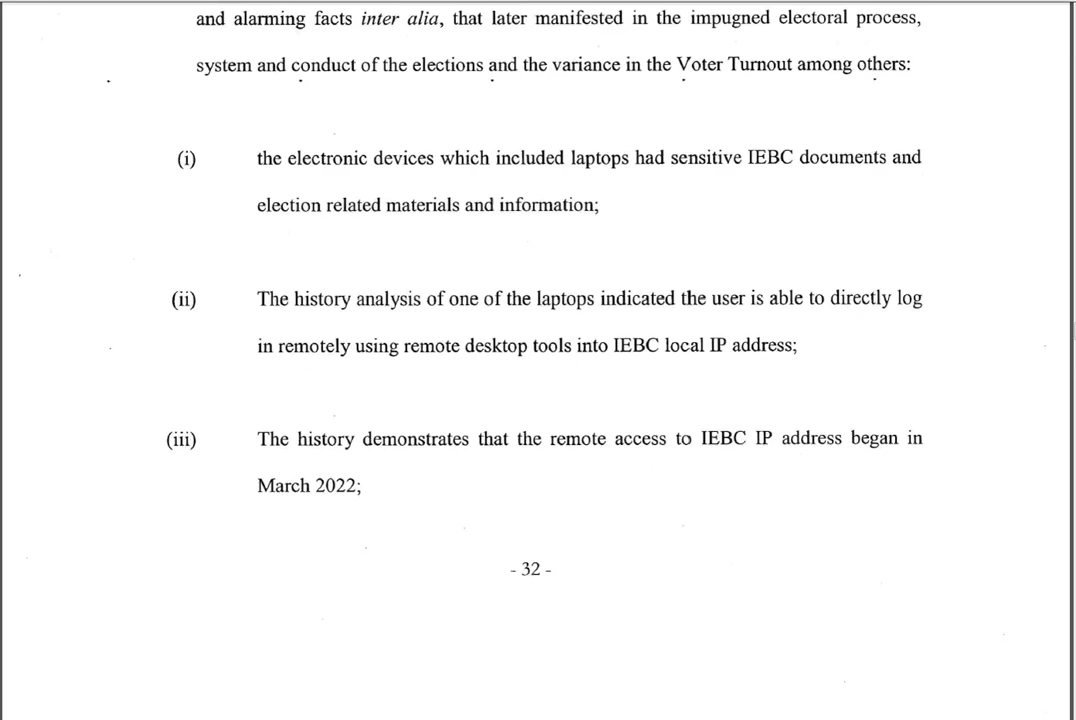 and alarming facts inter alia, that later manifested in the impugned electoral process,
system and conduct of the elections and the variance in the Voter Turnout among others:
(i) the electronic devices which included laptops had sensitive IEBC documents and
election related materials and information;
(ii) The history analysis of one of the laptops indicated the user is able to directly log
in remotely using remote desktop tools into IEBC local IP address;
(iii) The history demonstrates that the remote access to IEBC IP address began in
March 2022;
- 32 -